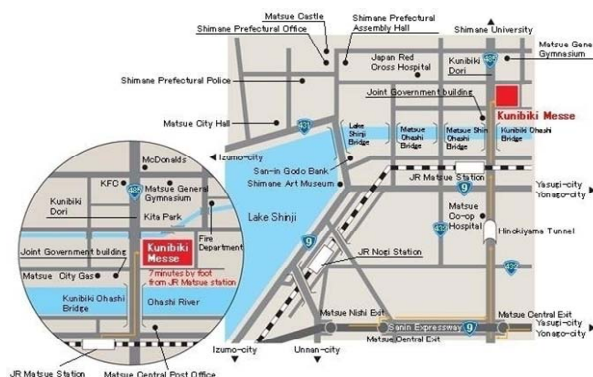 Matsue Castle
Shimane Prefectural Office
Shimane Prefectural
Assembly Hall
Shimane University
Matsue General
Gymnasium
Japan Red
Cross Hospital
Kunibiki
Dori
485
Shimane Prefectural Police
Joint Government
building
Kunibiki Messe
Matsue City Hall
431
Lake
Shinji
Bridge
Matsue
Ohashi
Bridge
Matsue Shin
Ohashi
Bridge
Kunibiki Ohashi
Bridge
Izumo-city
San-in Godo Bank
Shimane Art Museum
JR Matsue Station
9
Yasugi-city
Yonago-city
Lake Shinji
Matsue
Co-op
Hospital
Hinokiyama Tunnel
9
JR Nogi Station
432
Matsue Nishi Exit
Matsue Central Exit
Sanin Expressway
9
Matsue Central Exit
Yasugi-city
Yonago-city
Izumo-city
Unnan-city
McDonalds
KFC
485
Matsue General
Gymnasium
Kunibiki
Dori
Kita Park
Fire
Department
Joint Government building
Kunibiki
Messe
7 minutes by foot
from JR Matsue station
Matsue City Gas
Kunibiki Ohashi
Bridge
Ohashi River
JR Matsue Station
Matsue Central Post Office